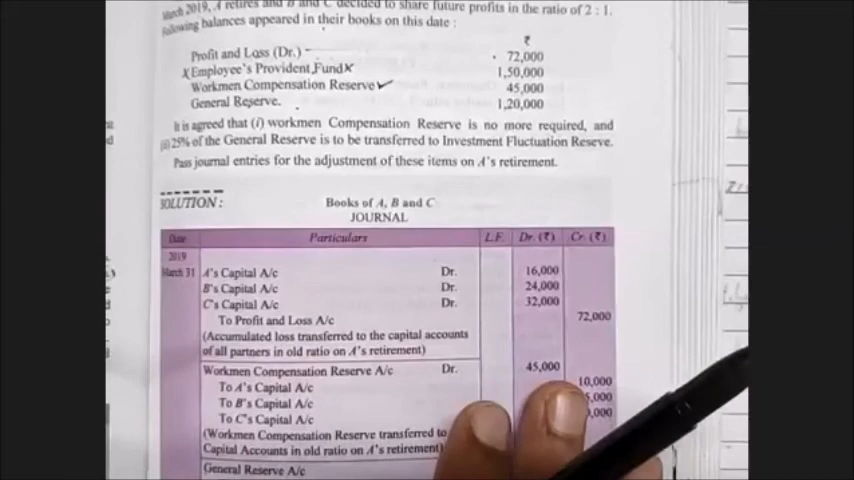 March 2019, A retires and B and C decided to share future profits in the ratio of 2 : 1.
Following balances appeared in their books on this date :
₹
Profit and Loss (Dr.) 72,000
Employee's Provident Fund 1,50,000
Workmen Compensation Reserve 45,000
General Reserve. 1,20,000
It is agreed that (i) workmen Compensation Reserve is no more required, and
(ii) 25% of the General Reserve is to be transferred to Investment Fluctuation Reseve.
Pass journal entries for the adjustment of these items on A's retirement.
SOLUTION : Books of A, B and C
JOURNAL
Date Particulars L.F. Dr. (₹) Cr. (₹)
2019
March 31 A's Capital A/c Dr. 16,000
B's Capital A/c Dr. 24,000
C's Capital A/c Dr. 32,000
To Profit and Loss A/c 72,000
(Accumulated loss transferred to the capital accounts
of all partners in old ratio on A's retirement)
Workmen Compensation Reserve A/c Dr. 45,000
To A's Capital A/c 10,000
To B's Capital A/c 5,000
To C's Capital A/c ,000
(Workmen Compensation Reserve transferred to
Capital Accounts in old ratio on A's retirement)
General Reserve A/c